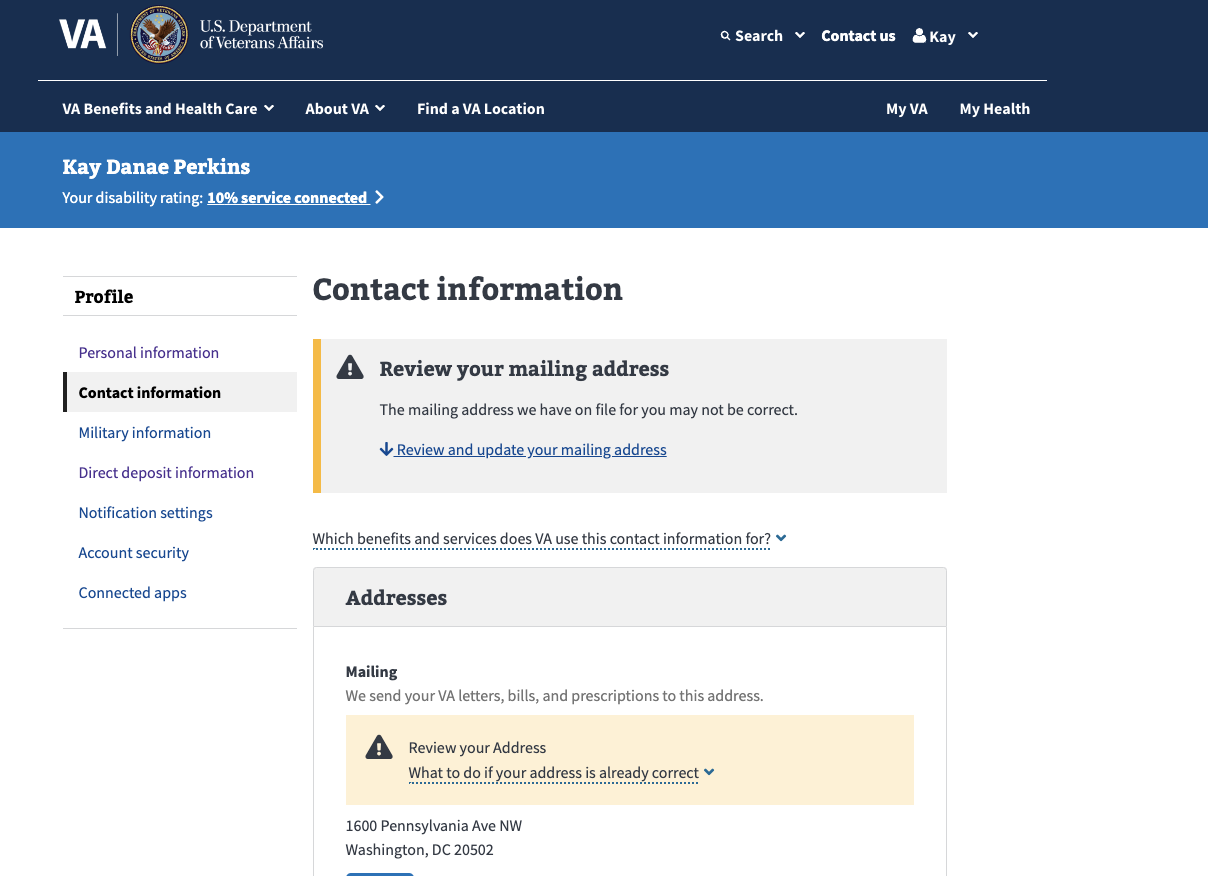 VA
U.S. Department
of Veterans Affairs
Search
Contact us
Kay
VA Benefits and Health Care
About VA
Find a VA Location
My VA
My Health
Kay Danae Perkins
Your disability rating: 10% service connected
Profile
Personal information
Contact information
Military information
Direct deposit information
Notification settings
Account security
Connected apps
Contact information
Review your mailing address
The mailing address we have on file for you may not be correct.
Review and update your mailing address
Which benefits and services does VA use this contact information for?
Addresses
Mailing
We send your VA letters, bills, and prescriptions to this address.
Review your Address
What to do if your address is already correct
1600 Pennsylvania Ave NW
Washington, DC 20502